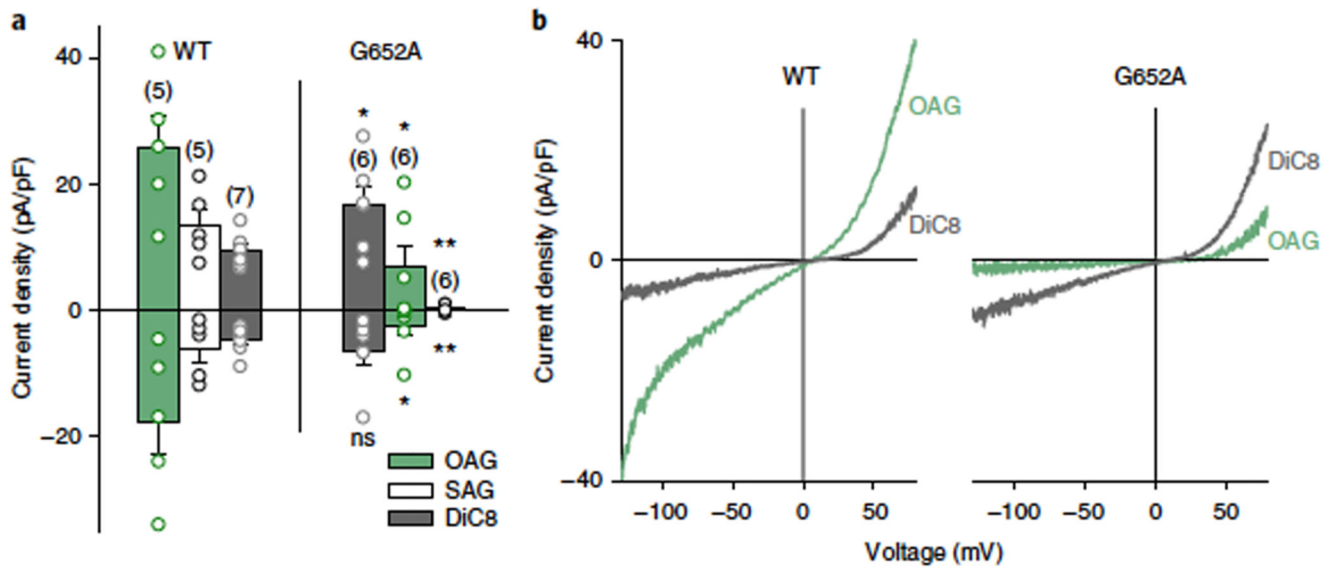 a
WT
G652A
40
20
0
−20
Current density (pA/pF)
(5)
(5)
(7)
*
(6)
*
(6)
**
(6)
**
*
ns
OAG
SAG
DiC8
b
40
20
0
−40
Current density (pA/pF)
WT
G652A
OAG
DiC8
DiC8
OAG
−100 −50 0 50
−100 −50 0 50
Voltage (mV)